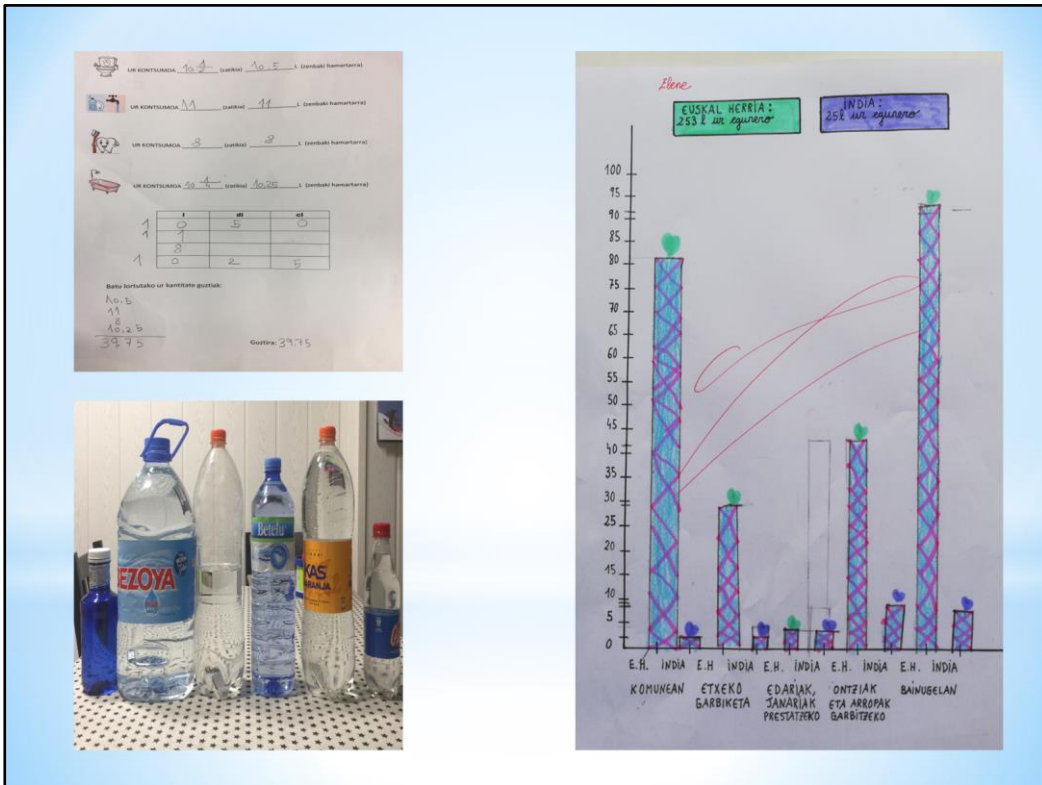 UR KONTSUMOA 10 1/2 (zatikia) 10.5 L (zenbaki hamartarra)
UR KONTSUMOA 11 (zatikia) 11 L (zenbaki hamartarra)
UR KONTSUMOA 8 (zatikia) 8 L (zenbaki hamartarra)
UR KONTSUMOA 10 1/4 (zatikia) 10,25 L (zenbaki hamartarra)
l dl cl
1 0 5 0
1 1
8
1 0 2 5
Batu lortutako ur kantitate guztiak:
10.5
11
8
10.2.5
39.75
Guztira: 39.75
EZOYA
Betelu
KAS
ARANJA
Elene
EUSKAL HERRIA:
253 l ur egunero
INDIA:
25 l ur egunero
100
95
90
85
80
75
70
65
60
55
50
45
40
35
30
25
20
15
10
5
0
E.H. INDIA E.H INDIA E.H. INDIA E.H. INDIA E.H. INDIA
KOMUNEAN
ETXEKO
GARBIKETA
EDARIAK,
JANARIAK
PRESTATZEKO
ONTZIAK
ETA ARROPAK
GARBITZEKO
BAINUGELAN